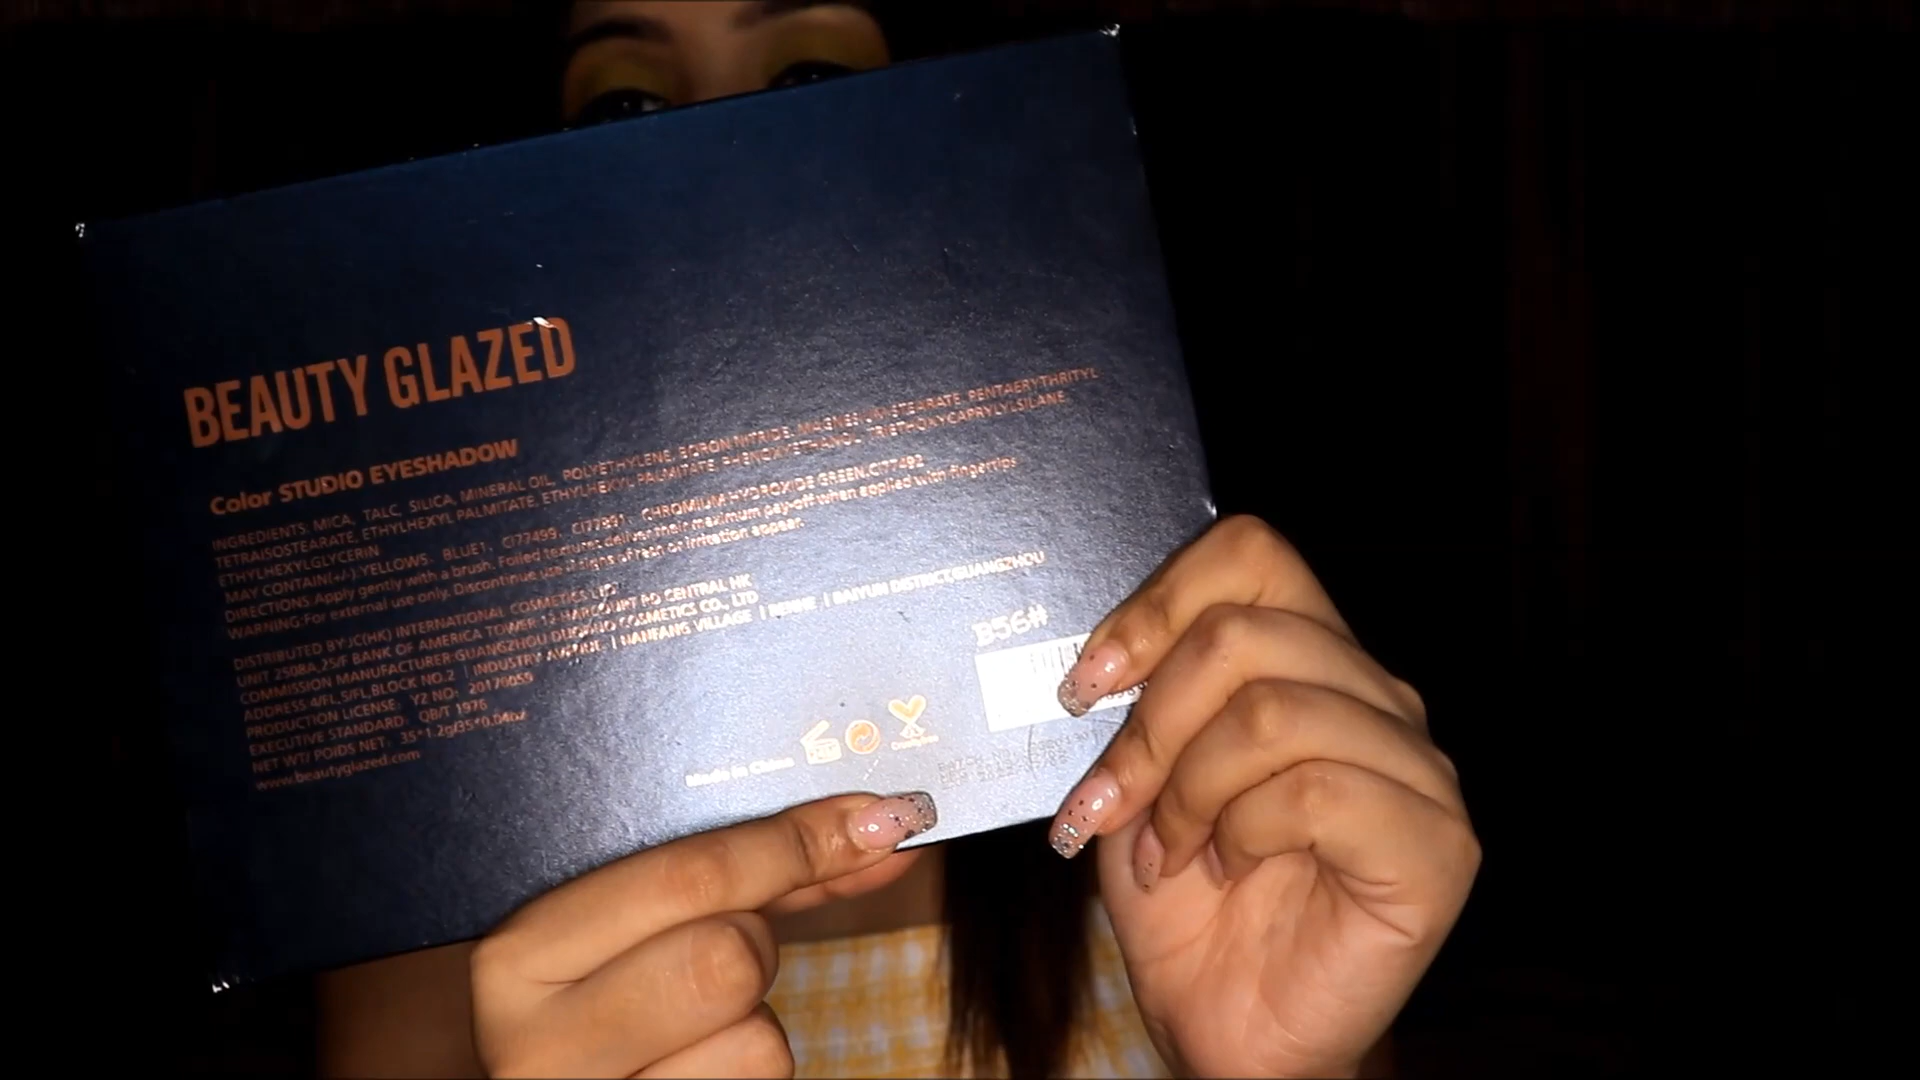 BEAUTY GLAZED
Color STUDIO EYESHADOW
INGREDIENTS: MICA, TALC, SILICA, MINERAL OIL, POLYETHYLENE, BORON NITRIDE, MAGNESIUM STEARATE, PENTAERYTHRITYL
TETRAISOSTEARATE, ETHYLHEXYL PALMITATE, ETHYLHEXYL PALMITATE, PHENOXYETHANOL, TRIETHOXYCAPRYLYLSILANE,
ETHYLHEXYLGLYCERIN
MAY CONTAIN(+/-):YELLOW5, BLUE1, CI77499, CI77891, CHROMIUM HYDROXIDE GREEN,CI77492
DIRECTIONS:Apply gently with a brush. Foiled textures deliver their maximum pay-off when applied with fingertips.
WARNING:For external use only. Discontinue use if signs of rash or irritation appear.
DISTRIBUTED BY:JC(HK) INTERNATIONAL COSMETICS LTD
UNIT 2508A,25/F BANK OF AMERICA TOWER 12 HARCOURT RD CENTRAL HK
COMMISSION MANUFACTURER:GUANGZHOU COSMETICS CO., LTD
ADDRESS:4/FL,5/FL,BLOCK NO.2 | INDUSTRY AVENUE | NANFANG VILLAGE | RENHE | BAIYUN DISTRICT,GUANGZHOU
PRODUCTION LICENSE: YZ NO: 20170059
EXECUTIVE STANDARD: QB/T 1976
NET WT/ POIDS NET: 35*1.2g/35*0.04oz
www.beautyglazed.com
B56#
Made in China
Cruelty free